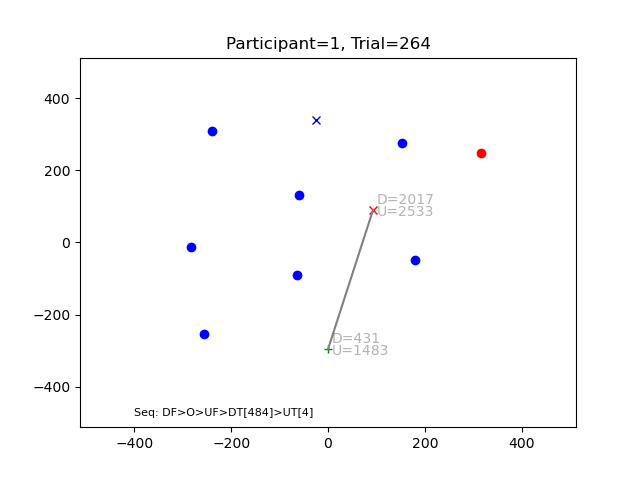 Participant=1, Trial=264
400
200
0
−200
−400
D=2017
U=2533
D=431
U=1483
Seq: DF>O>UF>DT[484]>UT[4]
−400 −200 0 200 400